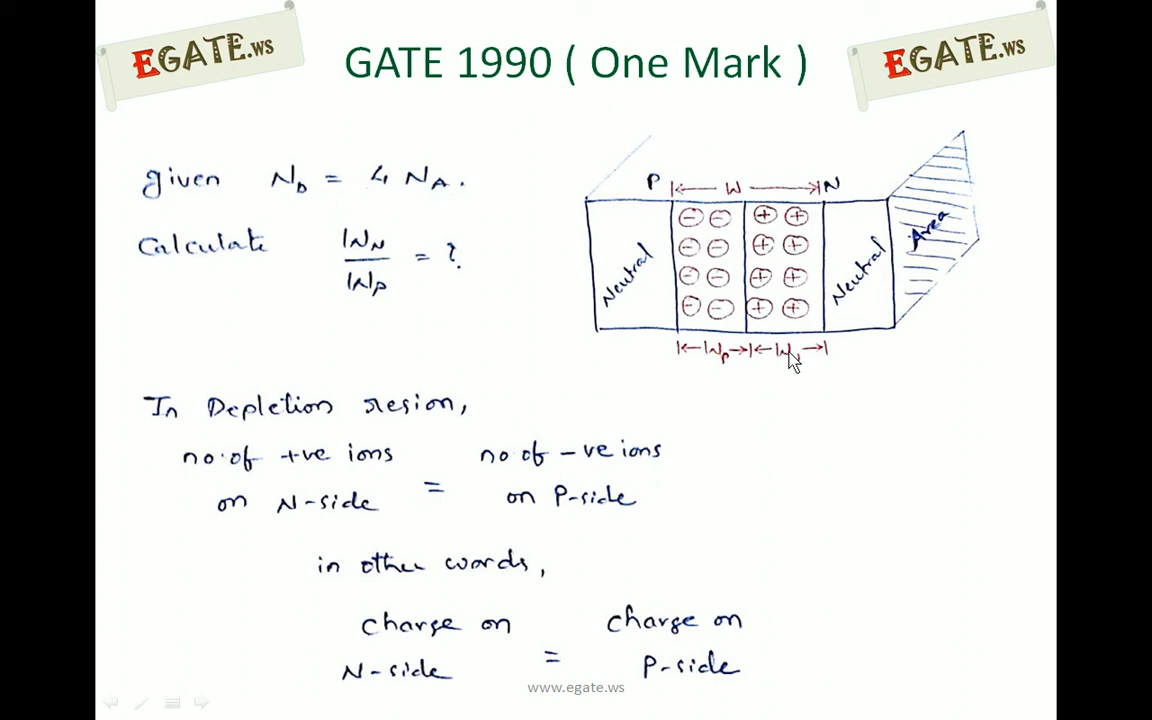 EGATE.ws
GATE 1990 ( One Mark )
EGATE.ws
given N_D = 4 N_A.
Calculate W_N / W_P = ?
P W N
Neutral
Neutral
Area
W_P
In Depletion resion,
no. of +ve ions = no. of -ve ions
on N-side on P-side
in other words,
charge on = charge on
N-side P-side
www.egate.ws